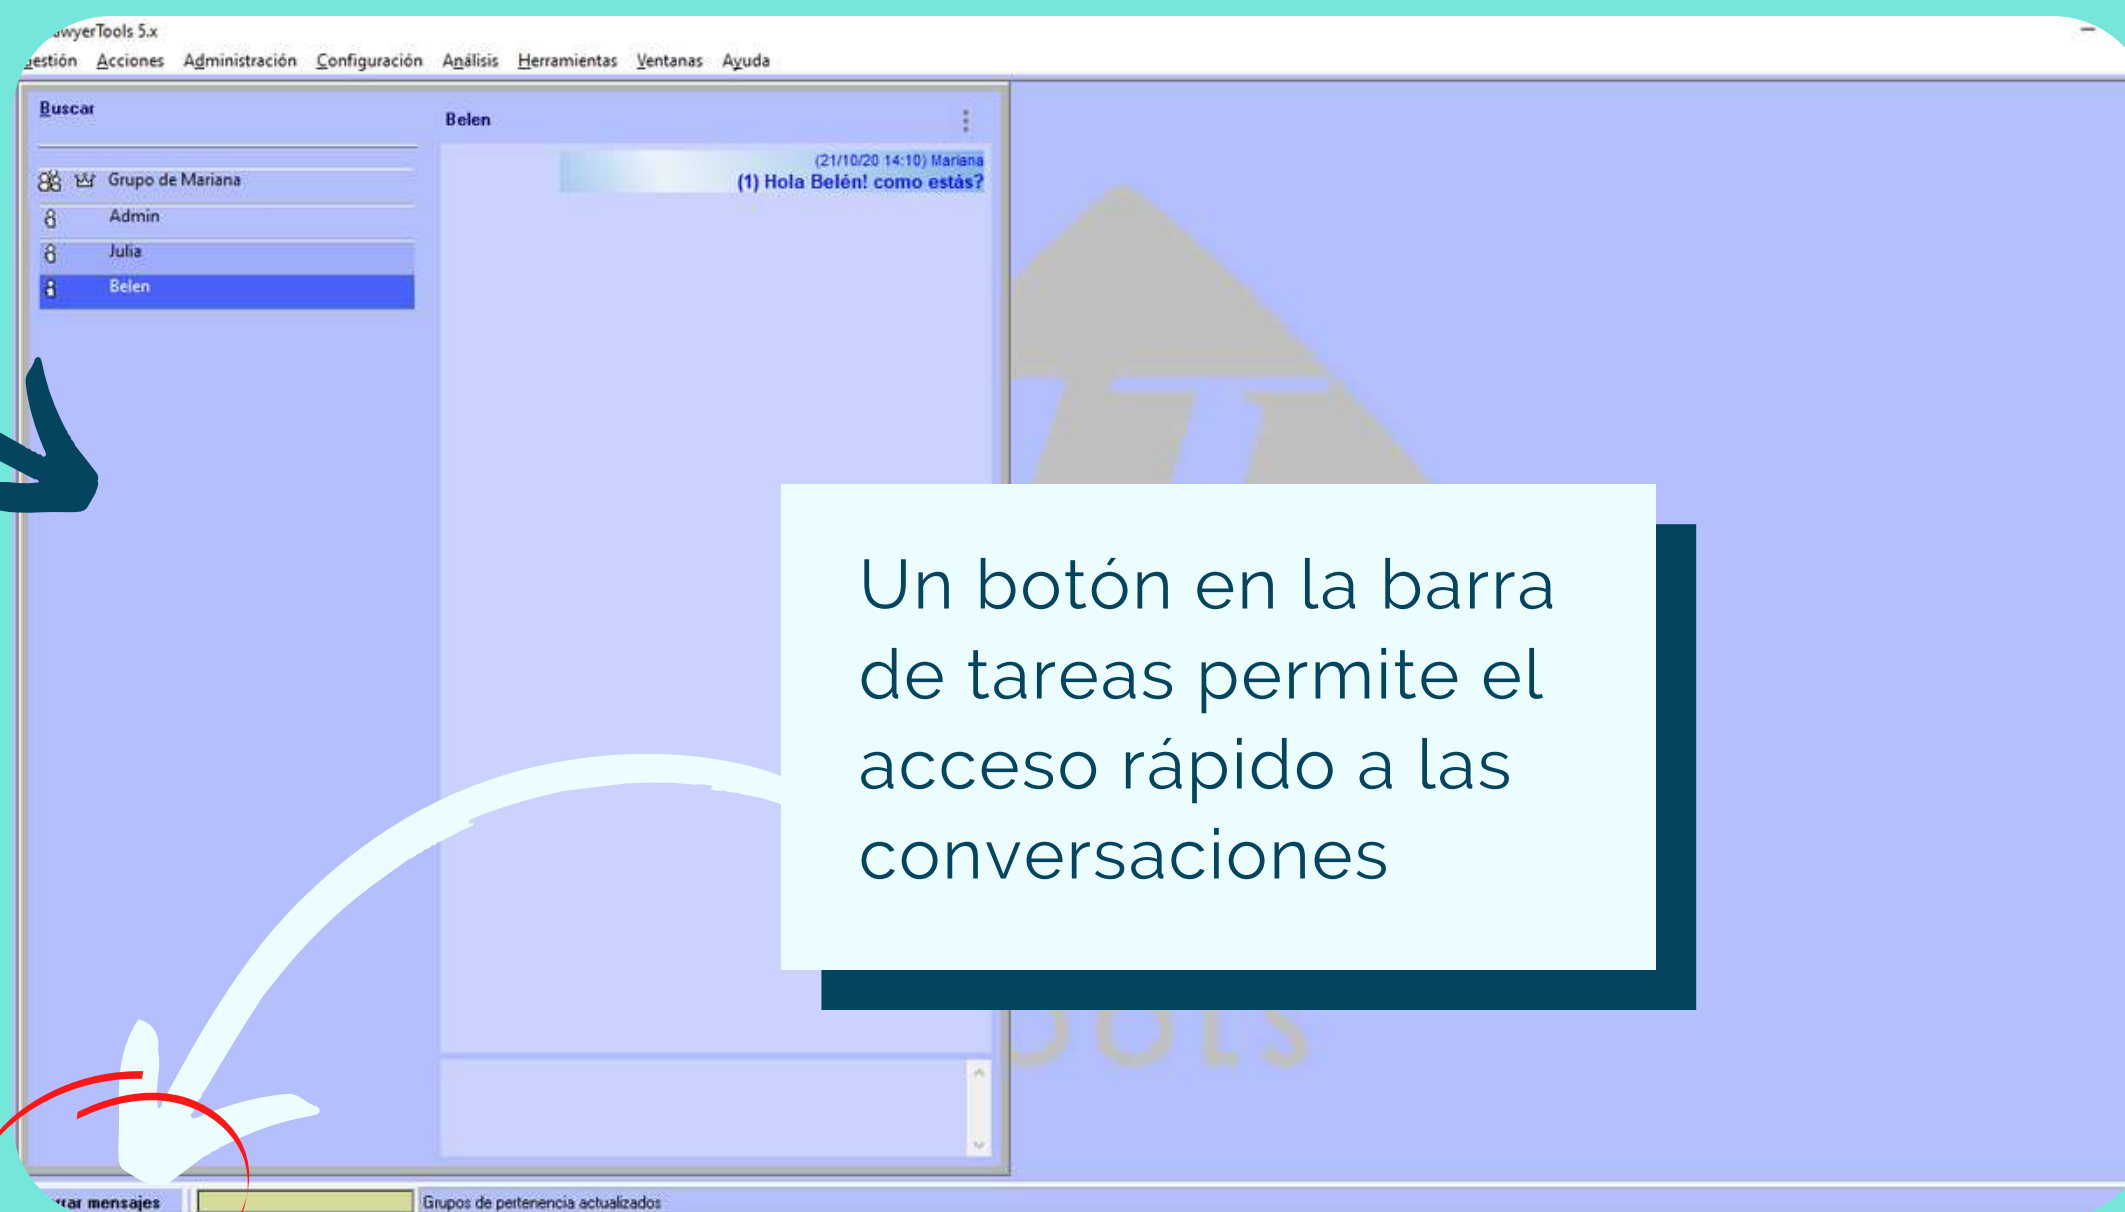 wyerTools 5.x
estión Acciones Administración Configuración Análisis Herramientas Ventanas Ayuda
Buscar
Belen
(21/10/20 14:10) Mariana
(1) Hola Belén! como estás?
Grupo de Mariana
Admin
Julia
Belen
Un botón en la barra
de tareas permite el
acceso rápido a las
conversaciones
ools
rar mensajes
Grupos de pertenencia actualizados